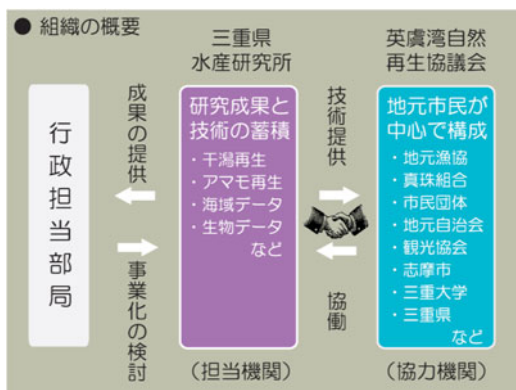 ● 組織の概要
三重県
水産研究所
英虞湾自然
再生協議会
行政担当部局
成果の提供
事業化の検討
研究成果と
技術の蓄積
・干潟再生
・アマモ再生
・海域データ
・生物データ
など
技術提供
協働
地元市民が
中心で構成
・地元漁協
・真珠組合
・市民団体
・地元自治会
・観光協会
・志摩市
・三重大学
・三重県
など
（担当機関）
（協力機関）